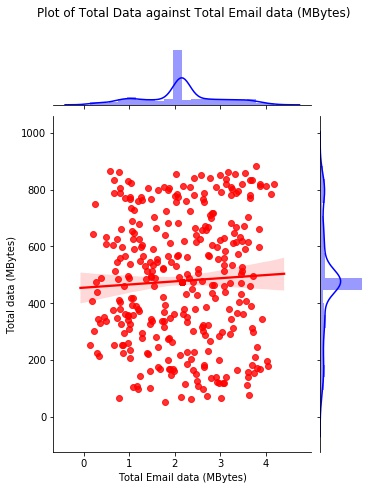 Plot of Total Data against Total Email data (MBytes)
1000
800
600
400
200
0
Total data (MBytes)
0 1 2 3 4
Total Email data (MBytes)